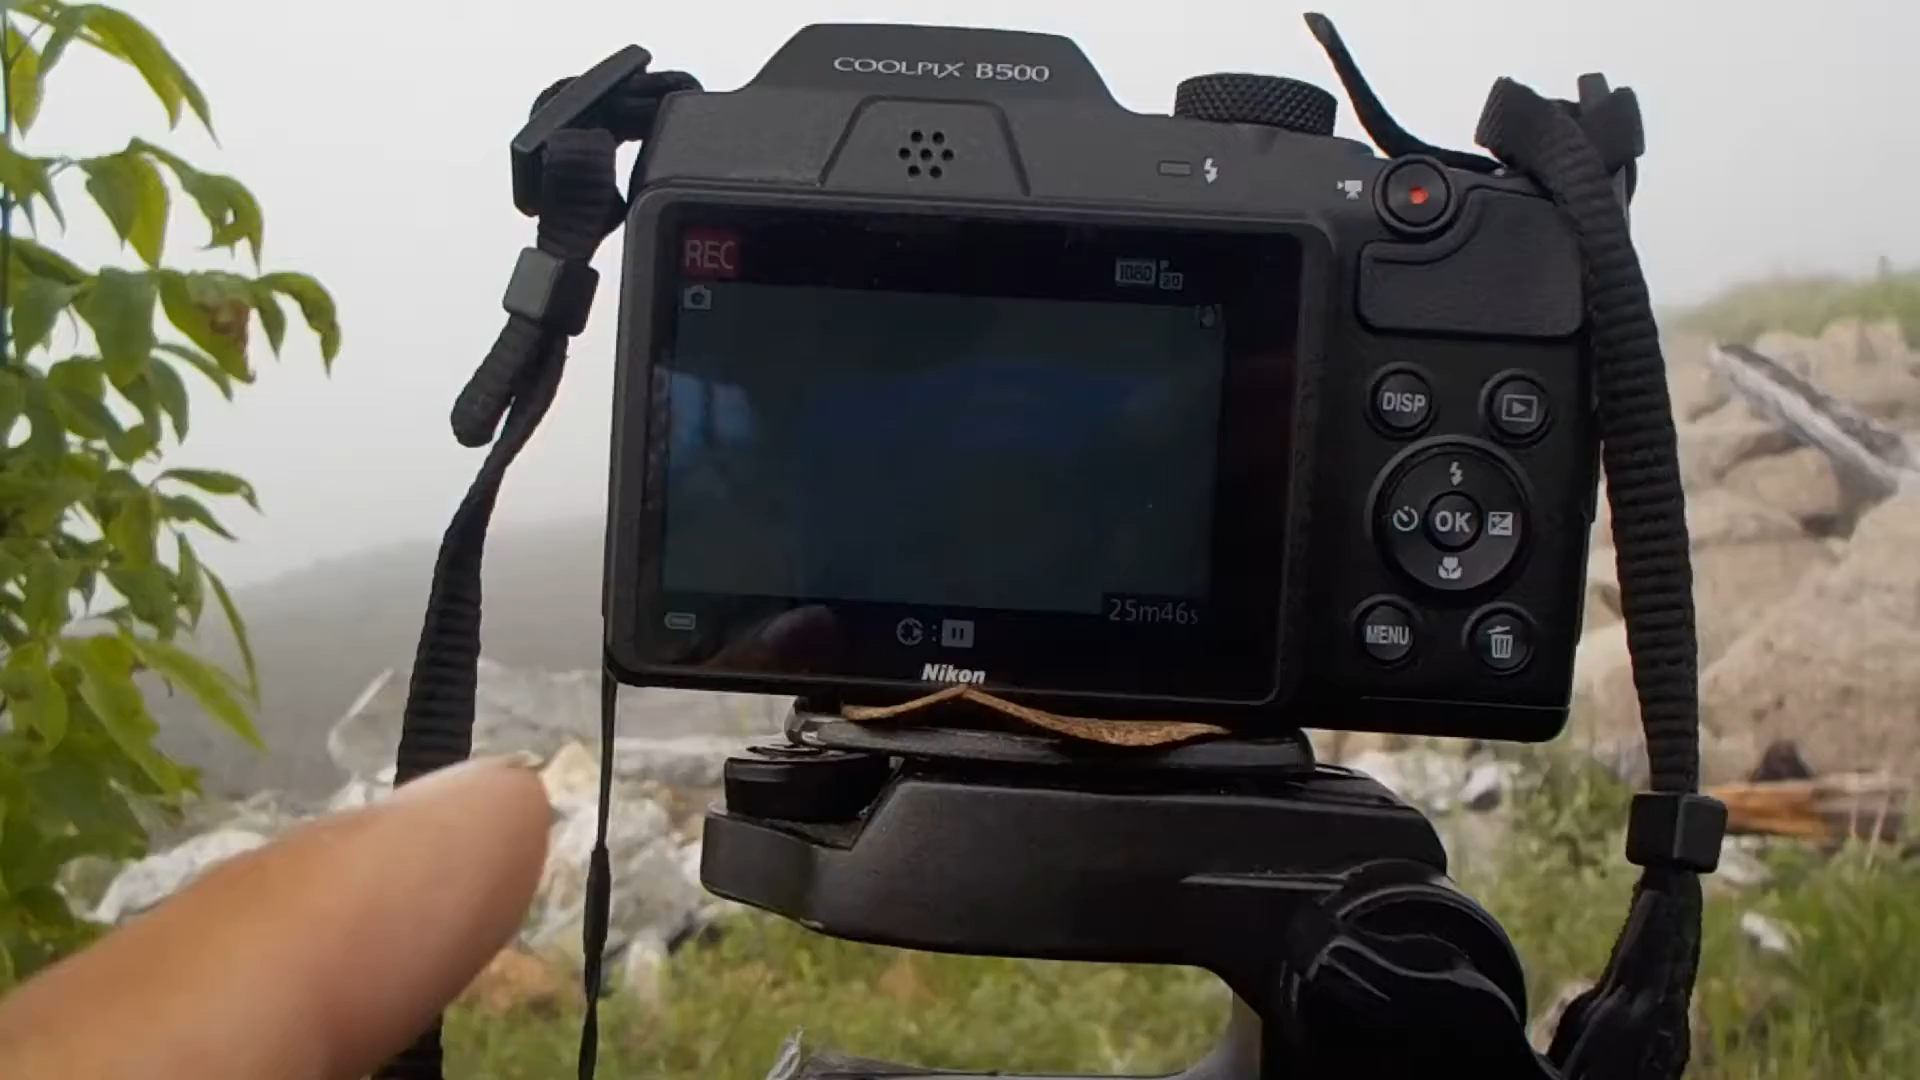 COOLPIX B500
REC
1080 P 30
DISP
OK
25m46s
MENU
Nikon